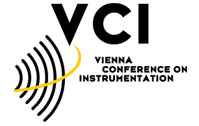 VCI
VIENNA
CONFERENCE ON
INSTRUMENTATION